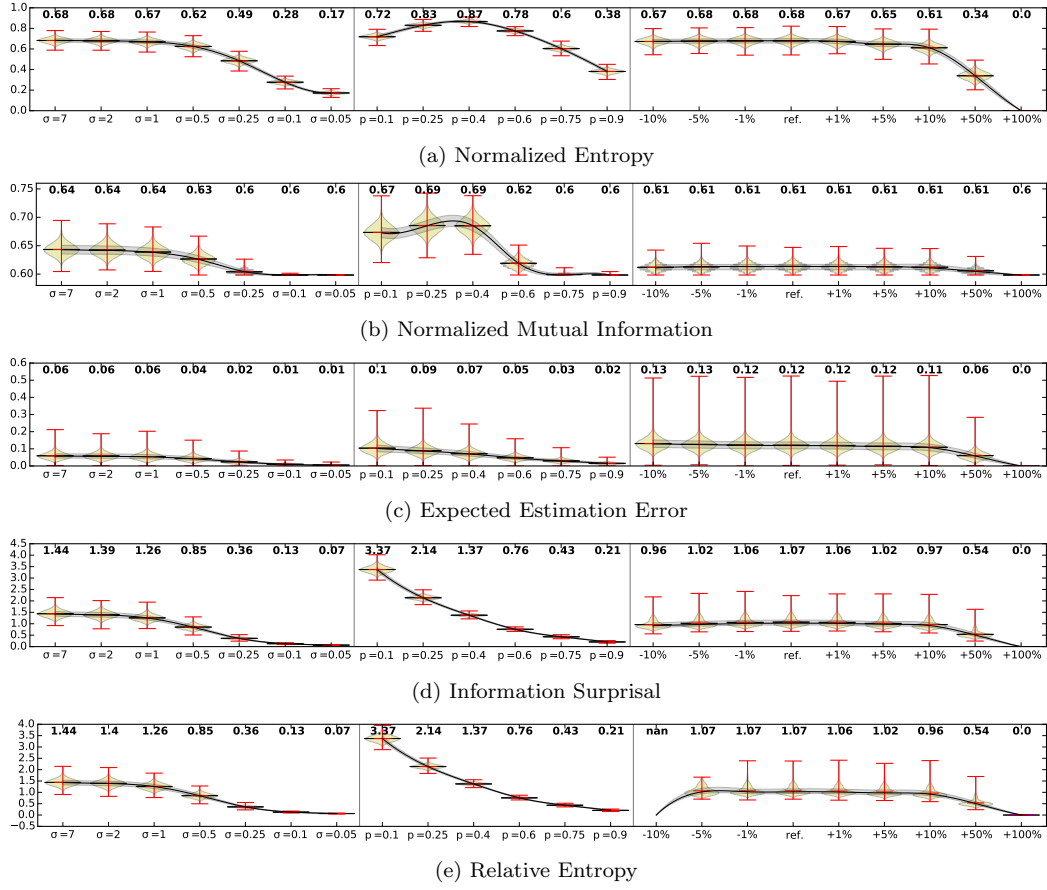 0.68 0.68 0.67 0.62 0.49 0.28 0.17 0.72 0.83 0.87 0.78 0.6 0.38 0.67 0.68 0.68 0.68 0.67 0.65 0.61 0.34 0.0
1.0
0.8
0.6
0.4
0.2
0.0
σ=7 σ=2 σ=1 σ=0.5 σ=0.25 σ=0.1 σ=0.05 p=0.1 p=0.25 p=0.4 p=0.6 p=0.75 p=0.9 -10% -5% -1% ref. +1% +5% +10% +50% +100%
(a) Normalized Entropy
0.64 0.64 0.64 0.63 0.6 0.6 0.6 0.67 0.69 0.69 0.62 0.6 0.6 0.61 0.61 0.61 0.61 0.61 0.61 0.61 0.61 0.6
0.75
0.70
0.65
0.60
σ=7 σ=2 σ=1 σ=0.5 σ=0.25 σ=0.1 σ=0.05 p=0.1 p=0.25 p=0.4 p=0.6 p=0.75 p=0.9 -10% -5% -1% ref. +1% +5% +10% +50% +100%
(b) Normalized Mutual Information
0.06 0.06 0.06 0.04 0.02 0.01 0.01 0.1 0.09 0.07 0.05 0.03 0.02 0.13 0.13 0.12 0.12 0.12 0.12 0.11 0.06 0.0
0.6
0.5
0.4
0.3
0.2
0.1
0.0
σ=7 σ=2 σ=1 σ=0.5 σ=0.25 σ=0.1 σ=0.05 p=0.1 p=0.25 p=0.4 p=0.6 p=0.75 p=0.9 -10% -5% -1% ref. +1% +5% +10% +50% +100%
(c) Expected Estimation Error
1.44 1.39 1.26 0.85 0.36 0.13 0.07 3.37 2.14 1.37 0.76 0.43 0.21 0.96 1.02 1.06 1.07 1.06 1.02 0.97 0.54 0.0
4.5
4.0
3.5
3.0
2.5
2.0
1.5
1.0
0.5
0.0
σ=7 σ=2 σ=1 σ=0.5 σ=0.25 σ=0.1 σ=0.05 p=0.1 p=0.25 p=0.4 p=0.6 p=0.75 p=0.9 -10% -5% -1% ref. +1% +5% +10% +50% +100%
(d) Information Surprisal
1.44 1.4 1.26 0.85 0.36 0.13 0.07 3.37 2.14 1.37 0.76 0.43 0.21 nan 1.07 1.07 1.07 1.06 1.02 0.96 0.54 0.0
4.0
3.5
3.0
2.5
2.0
1.5
1.0
0.5
0.0
−0.5
σ=7 σ=2 σ=1 σ=0.5 σ=0.25 σ=0.1 σ=0.05 p=0.1 p=0.25 p=0.4 p=0.6 p=0.75 p=0.9 -10% -5% -1% ref. +1% +5% +10% +50% +100%
(e) Relative Entropy